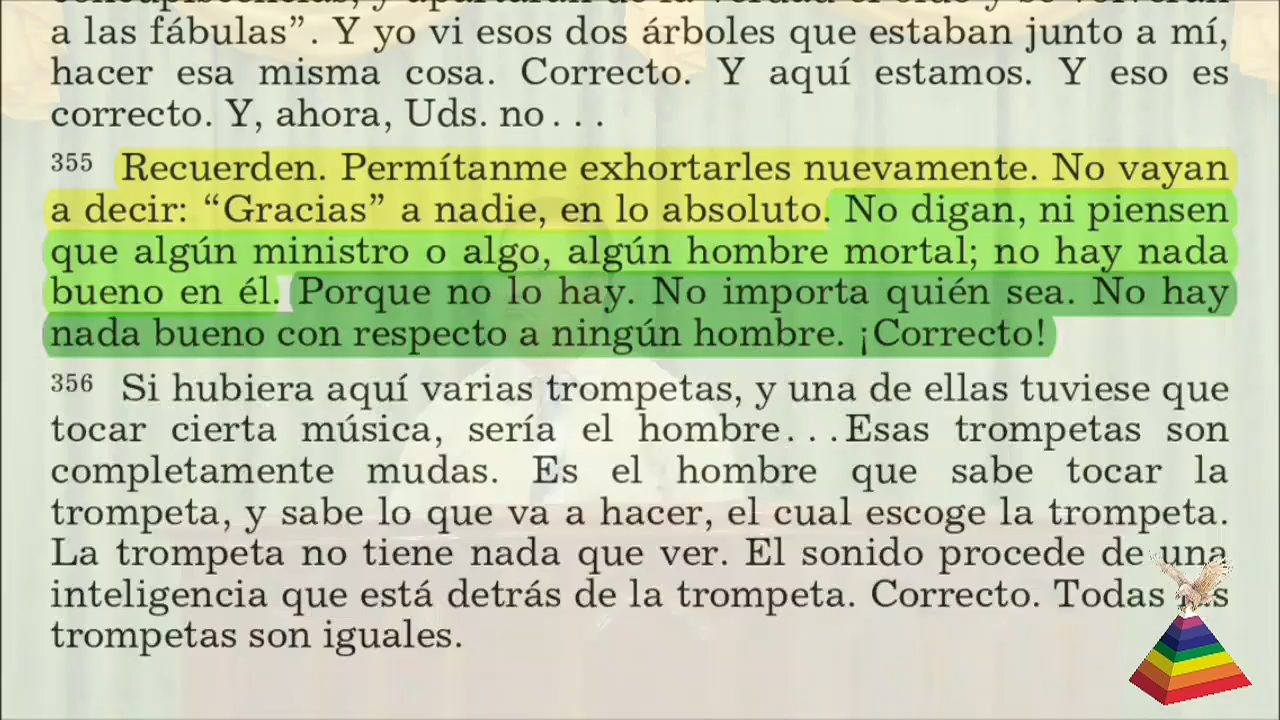 a las fábulas”. Y yo vi esos dos árboles que estaban junto a mí,
hacer esa misma cosa. Correcto. Y aquí estamos. Y eso es
correcto. Y, ahora, Uds. no . . .
355 Recuerden. Permítanme exhortarles nuevamente. No vayan
a decir: “Gracias” a nadie, en lo absoluto. No digan, ni piensen
que algún ministro o algo, algún hombre mortal; no hay nada
bueno en él. Porque no lo hay. No importa quién sea. No hay
nada bueno con respecto a ningún hombre. ¡Correcto!
356 Si hubiera aquí varias trompetas, y una de ellas tuviese que
tocar cierta música, sería el hombre. . .Esas trompetas son
completamente mudas. Es el hombre que sabe tocar la
trompeta, y sabe lo que va a hacer, el cual escoge la trompeta.
La trompeta no tiene nada que ver. El sonido procede de una
inteligencia que está detrás de la trompeta. Correcto. Todas
trompetas son iguales.